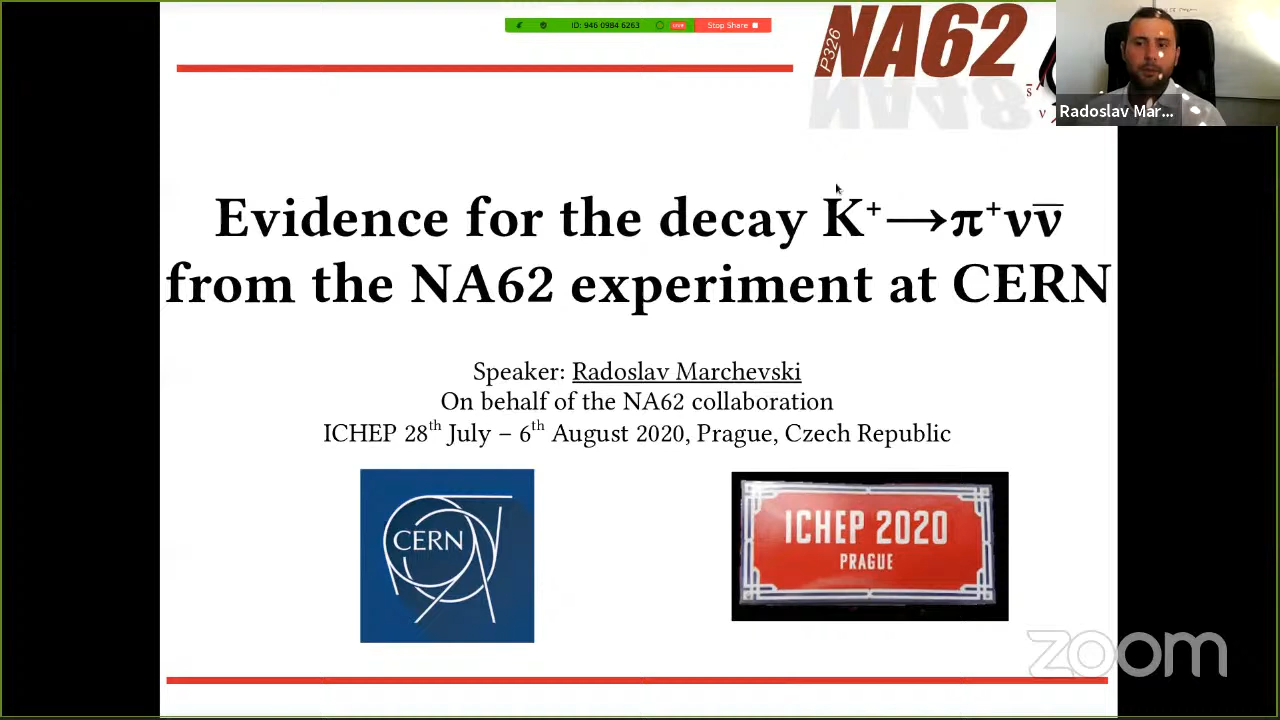 ID: 946 0984 6263
LIVE
Stop Share
P326
NA62
s̄
ν
Radoslav Mar...
Evidence for the decay K⁺⟶π⁺νν̅
from the NA62 experiment at CERN
Speaker: Radoslav Marchevski
On behalf of the NA62 collaboration
ICHEP 28th July – 6th August 2020, Prague, Czech Republic
CERN
ICHEP 2020
PRAGUE
zoom